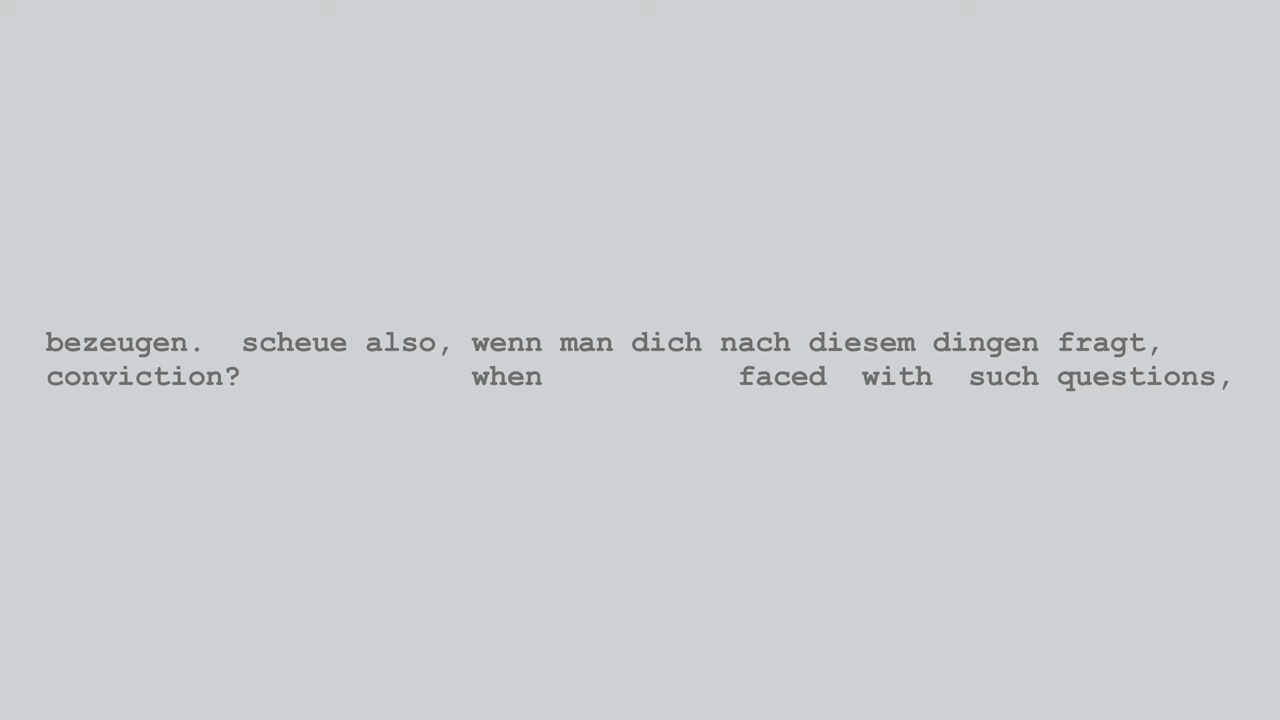 bezeugen.  scheue also, wenn man dich nach diesem dingen fragt,
conviction?             when           faced  with  such questions,